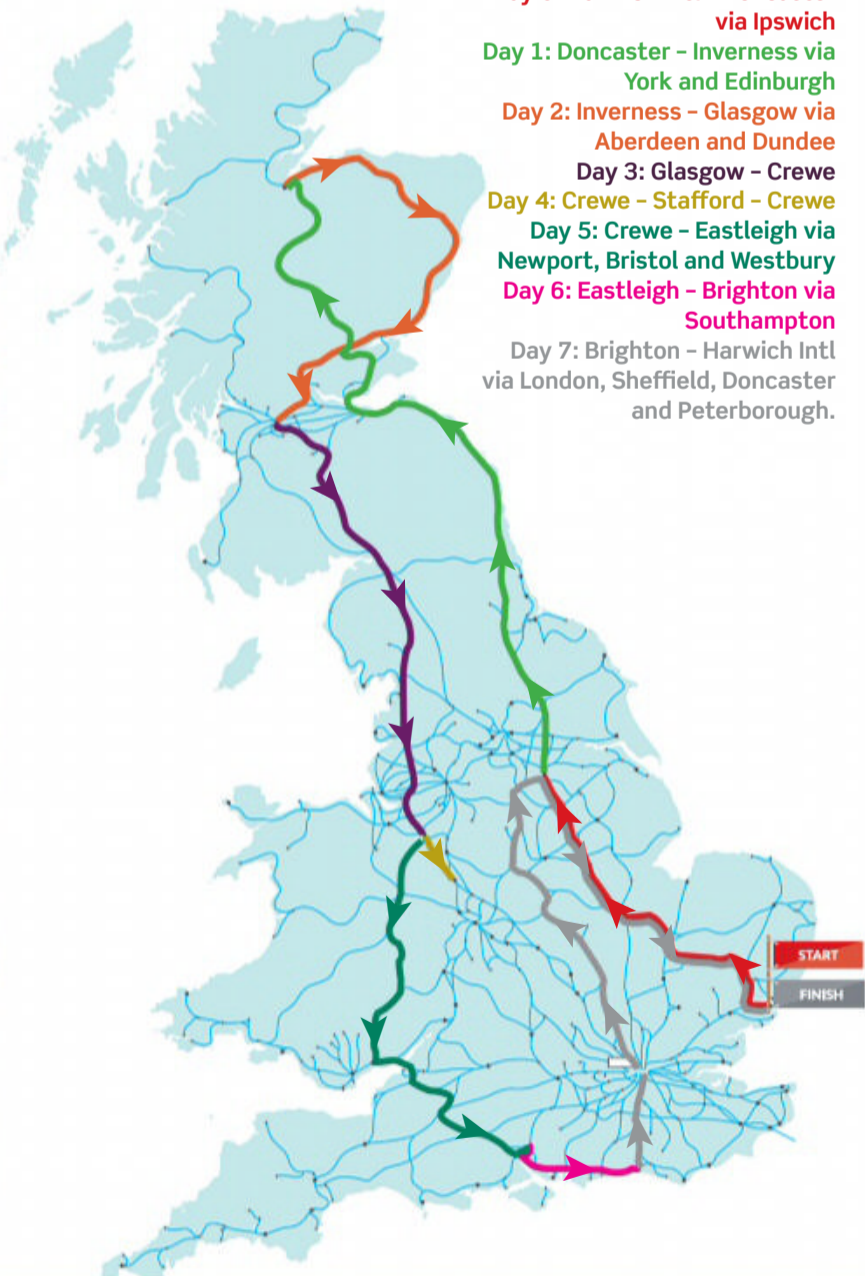 via Ipswich
Day 1: Doncaster – Inverness via
York and Edinburgh
Day 2: Inverness – Glasgow via
Aberdeen and Dundee
Day 3: Glasgow – Crewe
Day 4: Crewe – Stafford – Crewe
Day 5: Crewe – Eastleigh via
Newport, Bristol and Westbury
Day 6: Eastleigh – Brighton via
Southampton
Day 7: Brighton – Harwich Intl
via London, Sheffield, Doncaster
and Peterborough.
START
FINISH